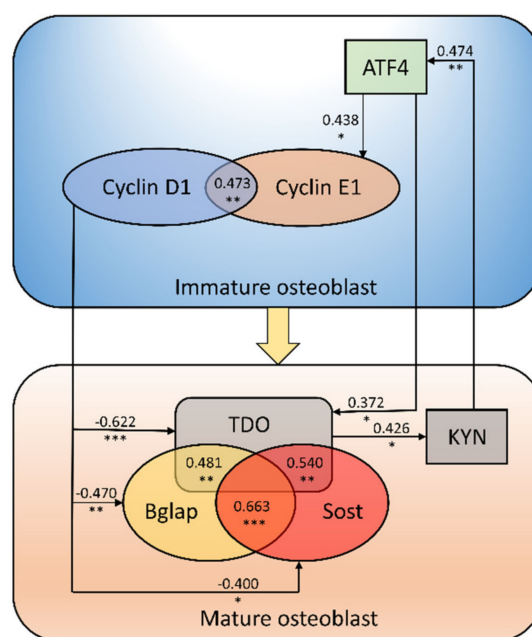 ATF4
0.474
**
0.438
*
Cyclin D1
0.473
**
Cyclin E1
Immature osteoblast
-0.622
***
TDO
0.372
*
0.426
*
KYN
0.481
**
0.540
**
-0.470
**
Bglap
0.663
***
Sost
-0.400
*
Mature osteoblast